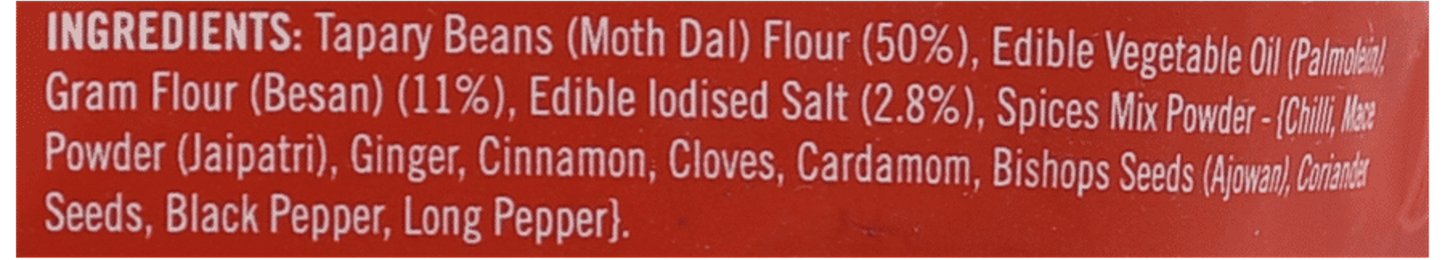 INGREDIENTS: Tapary Beans (Moth Dal) Flour (50%), Edible Vegetable Oil (Palmolein),
Gram Flour (Besan) (11%), Edible Iodised Salt (2.8%), Spices Mix Powder - {Chilli, Mace
Powder (Jaipatri), Ginger, Cinnamon, Cloves, Cardamom, Bishops Seeds (Ajowan), Coriander
Seeds, Black Pepper, Long Pepper}.